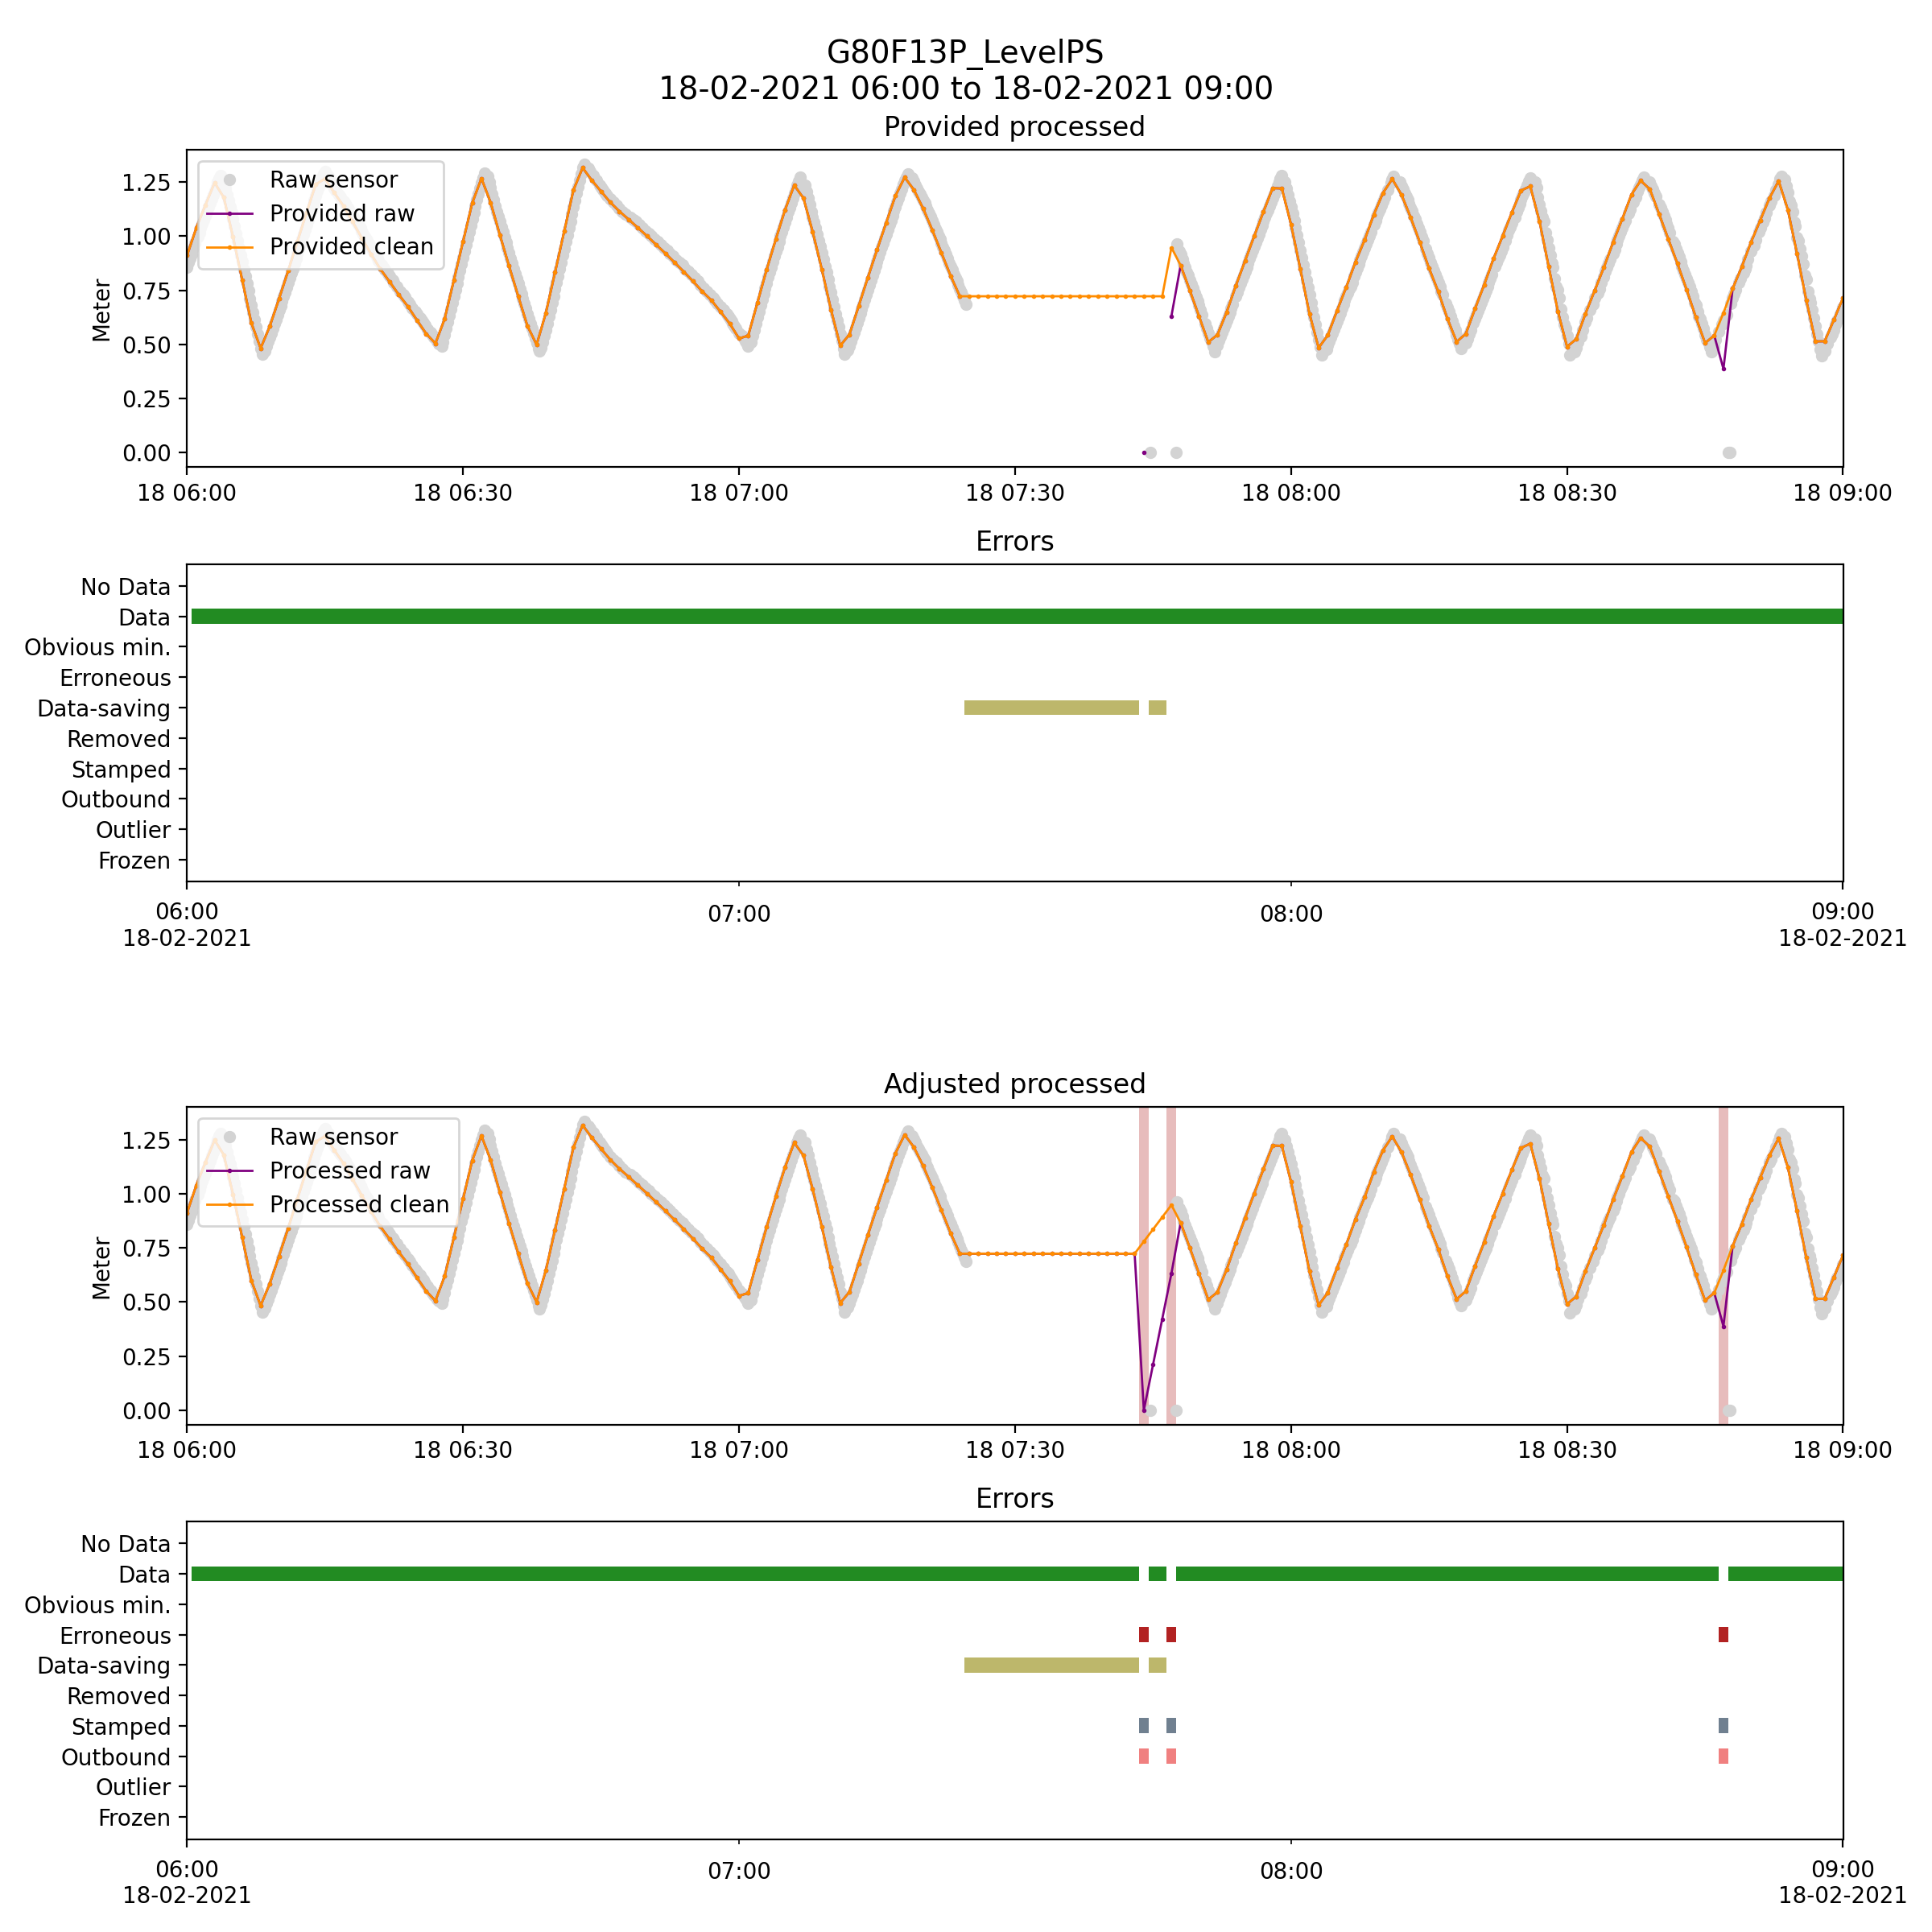 G80F13P_LevelPS
18-02-2021 06:00 to 18-02-2021 09:00
Provided processed
Raw sensor
Provided raw
Provided clean
Meter
1.25
1.00
0.75
0.50
0.25
0.00
18 06:00 18 06:30 18 07:00 18 07:30 18 08:00 18 08:30 18 09:00
Errors
No Data
Data
Obvious min.
Erroneous
Data-saving
Removed
Stamped
Outbound
Outlier
Frozen
06:00 07:00 08:00 09:00
18-02-2021 18-02-2021
Adjusted processed
Raw sensor
Processed raw
Processed clean
Meter
1.25
1.00
0.75
0.50
0.25
0.00
18 06:00 18 06:30 18 07:00 18 07:30 18 08:00 18 08:30 18 09:00
Errors
No Data
Data
Obvious min.
Erroneous
Data-saving
Removed
Stamped
Outbound
Outlier
Frozen
06:00 07:00 08:00 09:00
18-02-2021 18-02-2021